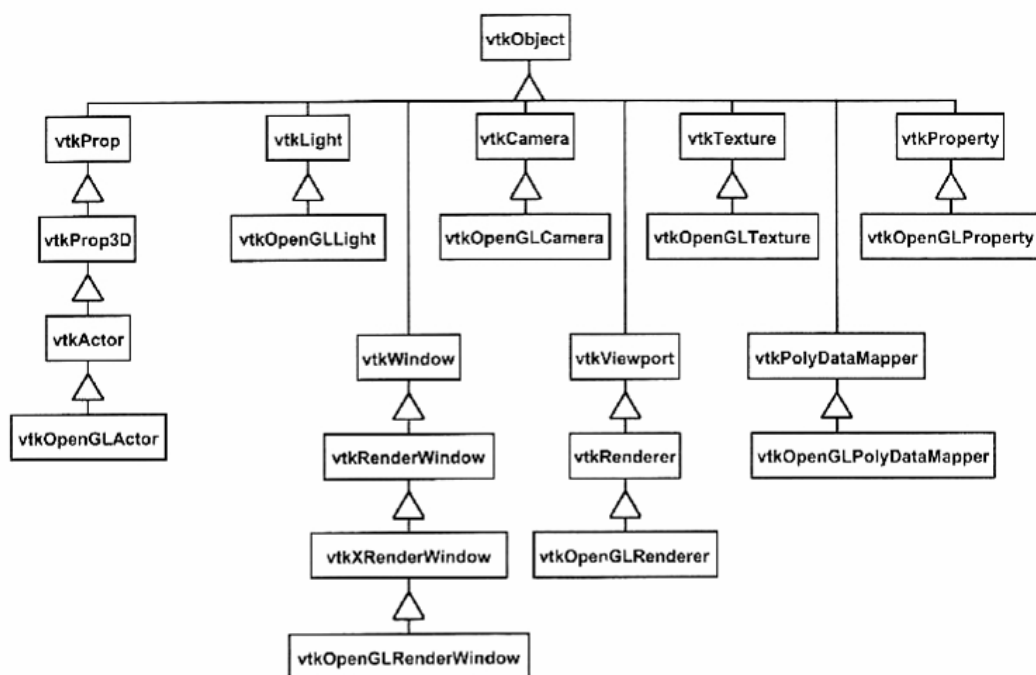 vtkObject
vtkProp
vtkLight
vtkCamera
vtkTexture
vtkProperty
vtkProp3D
vtkOpenGLLight
vtkOpenGLCamera
vtkOpenGLTexture
vtkOpenGLProperty
vtkActor
vtkWindow
vtkViewport
vtkPolyDataMapper
vtkOpenGLActor
vtkRenderWindow
vtkRenderer
vtkOpenGLPolyDataMapper
vtkXRenderWindow
vtkOpenGLRenderer
vtkOpenGLRenderWindow